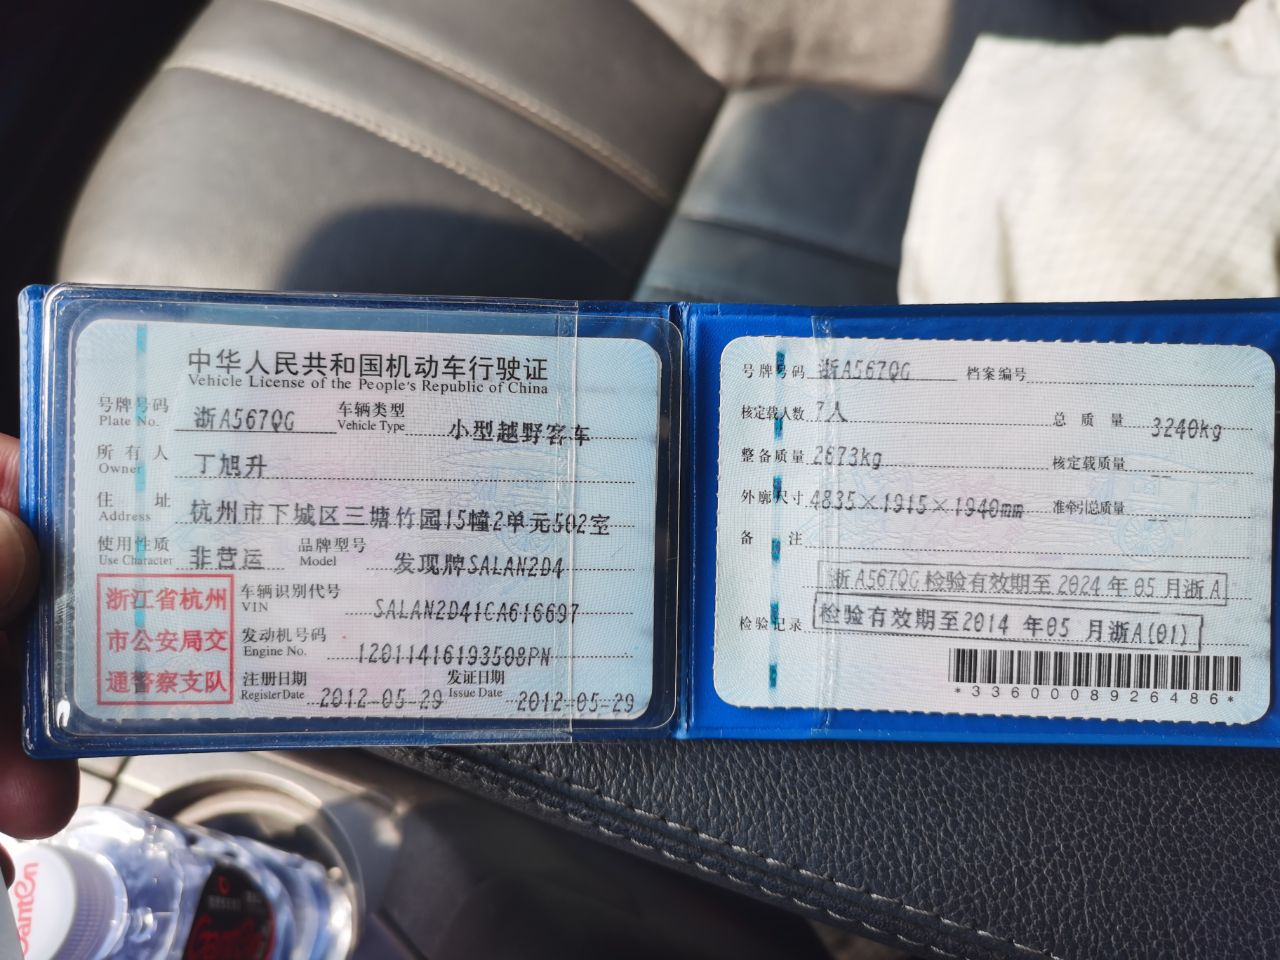 中华人民共和国机动车行驶证
Vehicle License of the People's Republic of China
号牌号码 浙A567QG 车辆类型 小型越野客车
Plate No. Vehicle Type
所有人 丁旭升
Owner
住址 杭州市下城区三塘竹园15幢2单元502室
Address
使用性质 非营运 品牌型号 发现牌SALAN2D4
Use Character Model
浙江省杭州
市公安局交
通警察支队
车辆识别代号 SALAN2D41CA616697
VIN
发动机号码 12011416193508PN
Engine No.
注册日期 2012-05-29 发证日期 2012-05-29
Register Date Issue Date
号牌号码 浙A567QG 档案编号
核定载人数 7人 总质量 3240kg
整备质量 2673kg 核定载质量 --
外廓尺寸 4835×1915×1940mm 准牵引总质量 --
备注
浙A567QG检验有效期至2024年05月浙A
检验记录 检验有效期至2014年05月浙A(01)
*3360008926486*